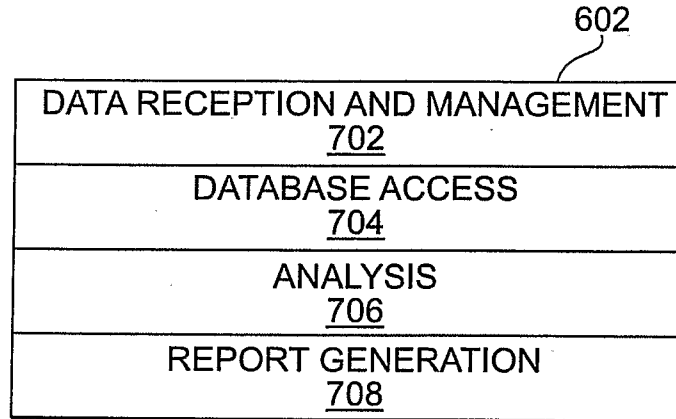 602
DATA RECEPTION AND MANAGEMENT
702
DATABASE ACCESS
704
ANALYSIS
706
REPORT GENERATION
708